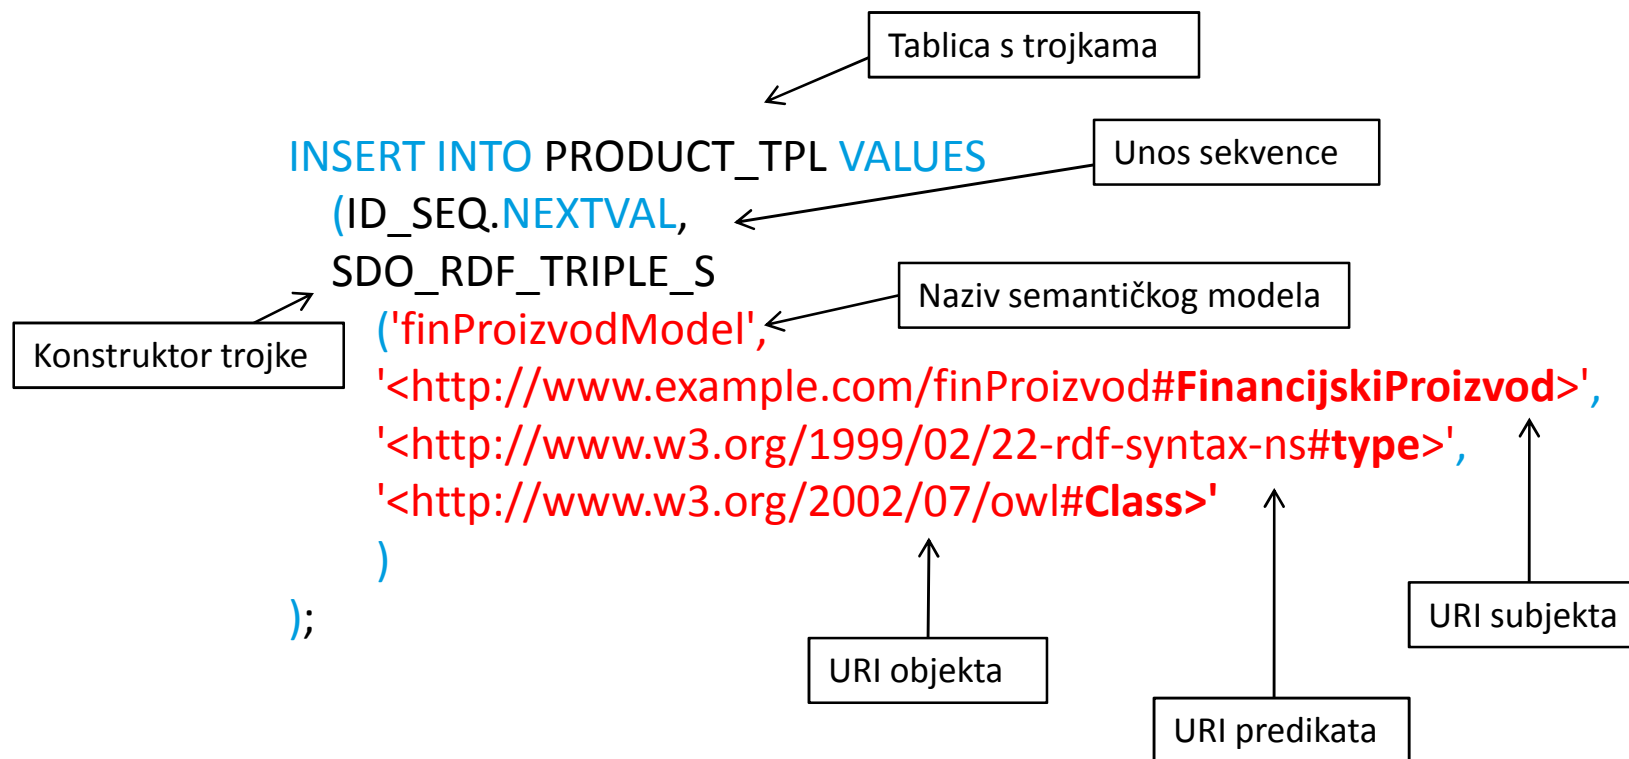 Tablica s trojkama
INSERT INTO PRODUCT_TPL VALUES
Unos sekvence
(ID_SEQ.NEXTVAL,
SDO_RDF_TRIPLE_S
Naziv semantičkog modela
('finProizvodModel',
Konstruktor trojke
'<http://www.example.com/finProizvod#FinancijskiProizvod>',
'<http://www.w3.org/1999/02/22-rdf-syntax-ns#type>',
'<http://www.w3.org/2002/07/owl#Class>'
)
);
URI subjekta
URI objekta
URI predikata